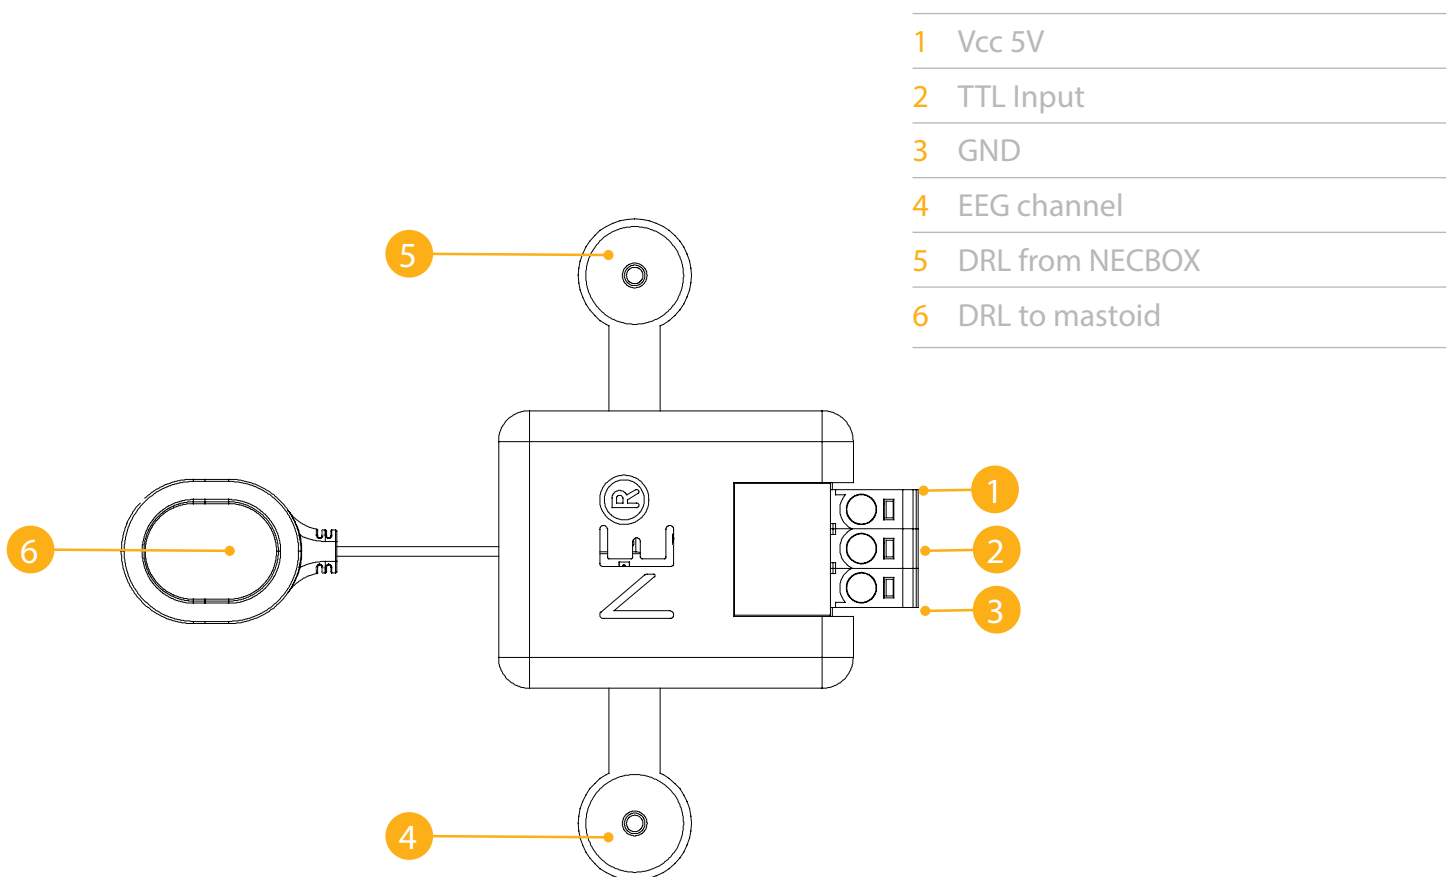 1 Vcc 5V
2 TTL Input
3 GND
4 EEG channel
5 DRL from NECBOX
6 DRL to mastoid
5
1
6
2
NE®
3
4